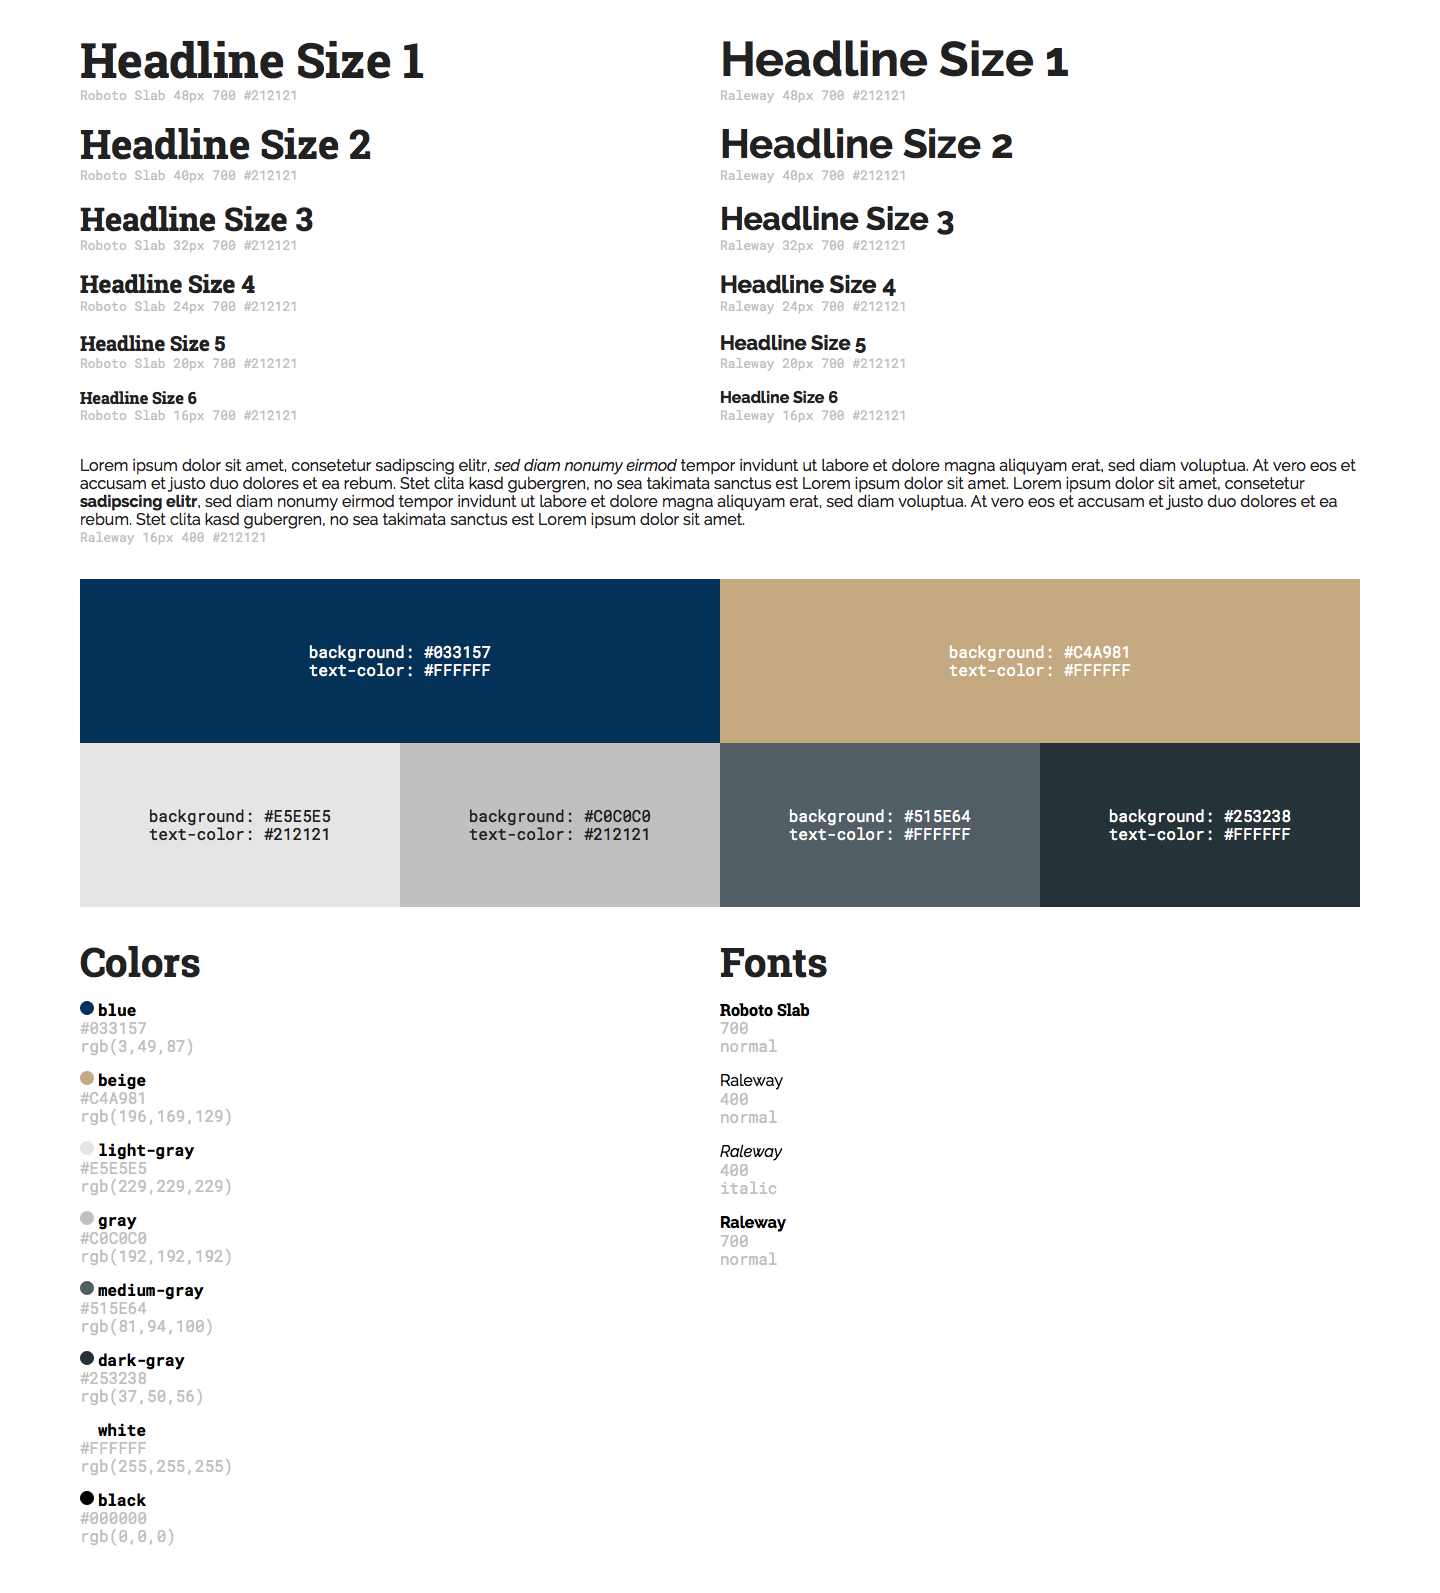 Headline Size 1
Roboto Slab 48px 700 #212121
Headline Size 2
Roboto Slab 40px 700 #212121
Headline Size 3
Roboto Slab 32px 700 #212121
Headline Size 4
Roboto Slab 24px 700 #212121
Headline Size 5
Roboto Slab 20px 700 #212121
Headline Size 6
Roboto Slab 16px 700 #212121
Headline Size 1
Raleway 48px 700 #212121
Headline Size 2
Raleway 40px 700 #212121
Headline Size 3
Raleway 32px 700 #212121
Headline Size 4
Raleway 24px 700 #212121
Headline Size 5
Raleway 20px 700 #212121
Headline Size 6
Raleway 16px 700 #212121
Lorem ipsum dolor sit amet, consetetur sadipscing elitr, sed diam nonumy eirmod tempor invidunt ut labore et dolore magna aliquyam erat, sed diam voluptua. At vero eos et
accusam et justo duo dolores et ea rebum. Stet clita kasd gubergren, no sea takimata sanctus est Lorem ipsum dolor sit amet. Lorem ipsum dolor sit amet, consetetur
sadipscing elitr, sed diam nonumy eirmod tempor invidunt ut labore et dolore magna aliquyam erat, sed diam voluptua. At vero eos et accusam et justo duo dolores et ea
rebum. Stet clita kasd gubergren, no sea takimata sanctus est Lorem ipsum dolor sit amet.
Raleway 16px 400 #212121
background: #033157
text-color: #FFFFFF
background: #C4A981
text-color: #FFFFFF
background: #E5E5E5
text-color: #212121
background: #C0C0C0
text-color: #212121
background: #515E64
text-color: #FFFFFF
background: #253238
text-color: #FFFFFF
Colors
blue
#033157
rgb(3,49,87)
beige
#C4A981
rgb(196,169,129)
light-gray
#E5E5E5
rgb(229,229,229)
gray
#C0C0C0
rgb(192,192,192)
medium-gray
#515E64
rgb(81,94,100)
dark-gray
#253238
rgb(37,50,56)
white
#FFFFFF
rgb(255,255,255)
black
#000000
rgb(0,0,0)
Fonts
Roboto Slab
700
normal
Raleway
400
normal
Raleway
400
italic
Raleway
700
normal